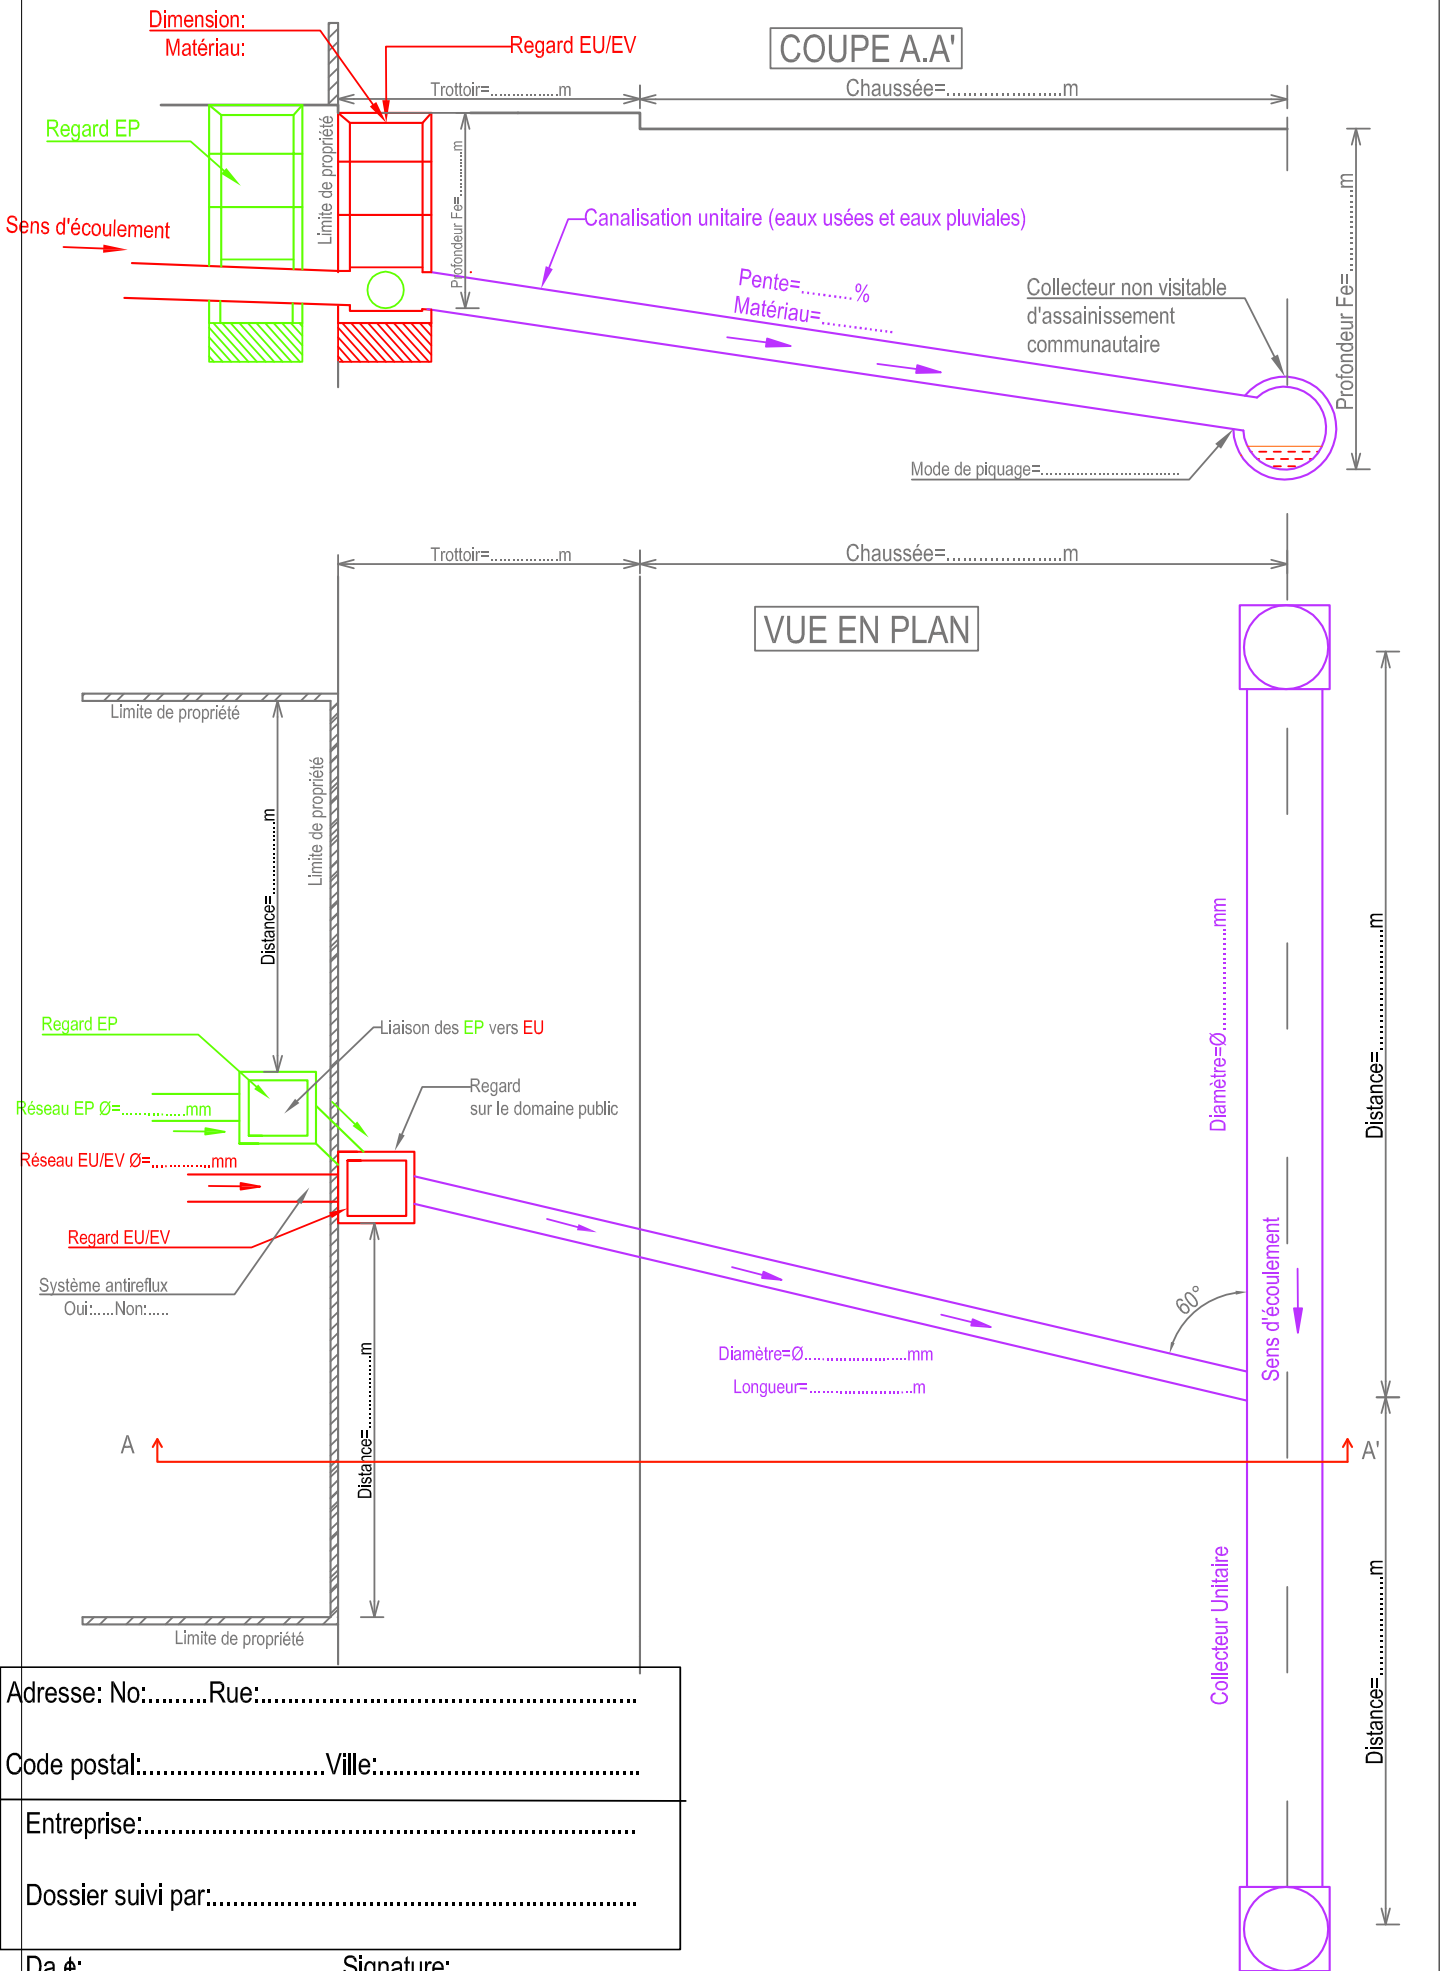 Dimension:
Matériau:
Regard EU/EV
COUPE A.A'
Trottoir=...............m
Chaussée=....................m
Regard EP
Limite de propriété
Profondeur Fe=............m
Profondeur Fe=..................m
Sens d'écoulement
Canalisation unitaire (eaux usées et eaux pluviales)
Pente=.........%
Matériau=.............
Collecteur non visitable
d'assainissement
communautaire
Mode de piquage=..............................
Trottoir=...............m
Chaussée=....................m
VUE EN PLAN
Limite de propriété
Limite de propriété
Distance=..................m
Diamètre=Ø....................mm
Distance=........................m
Regard EP
Liaison des EP vers EU
Regard
sur le domaine public
Réseau EP Ø=..............mm
Réseau EU/EV Ø=.............mm
Regard EU/EV
Système antireflux
Oui:.....Non:.....
60°
Sens d'écoulement
Diamètre=Ø......................mm
Longueur=......................m
Distance=..................m
A
A'
Collecteur Unitaire
Distance=........................m
Limite de propriété
Adresse: No:.........Rue:.......................................................
Code postal:...........................Ville:.......................................
Entreprise:........................................................................
Dossier suivi par:..............................................................
Date:
Signature: